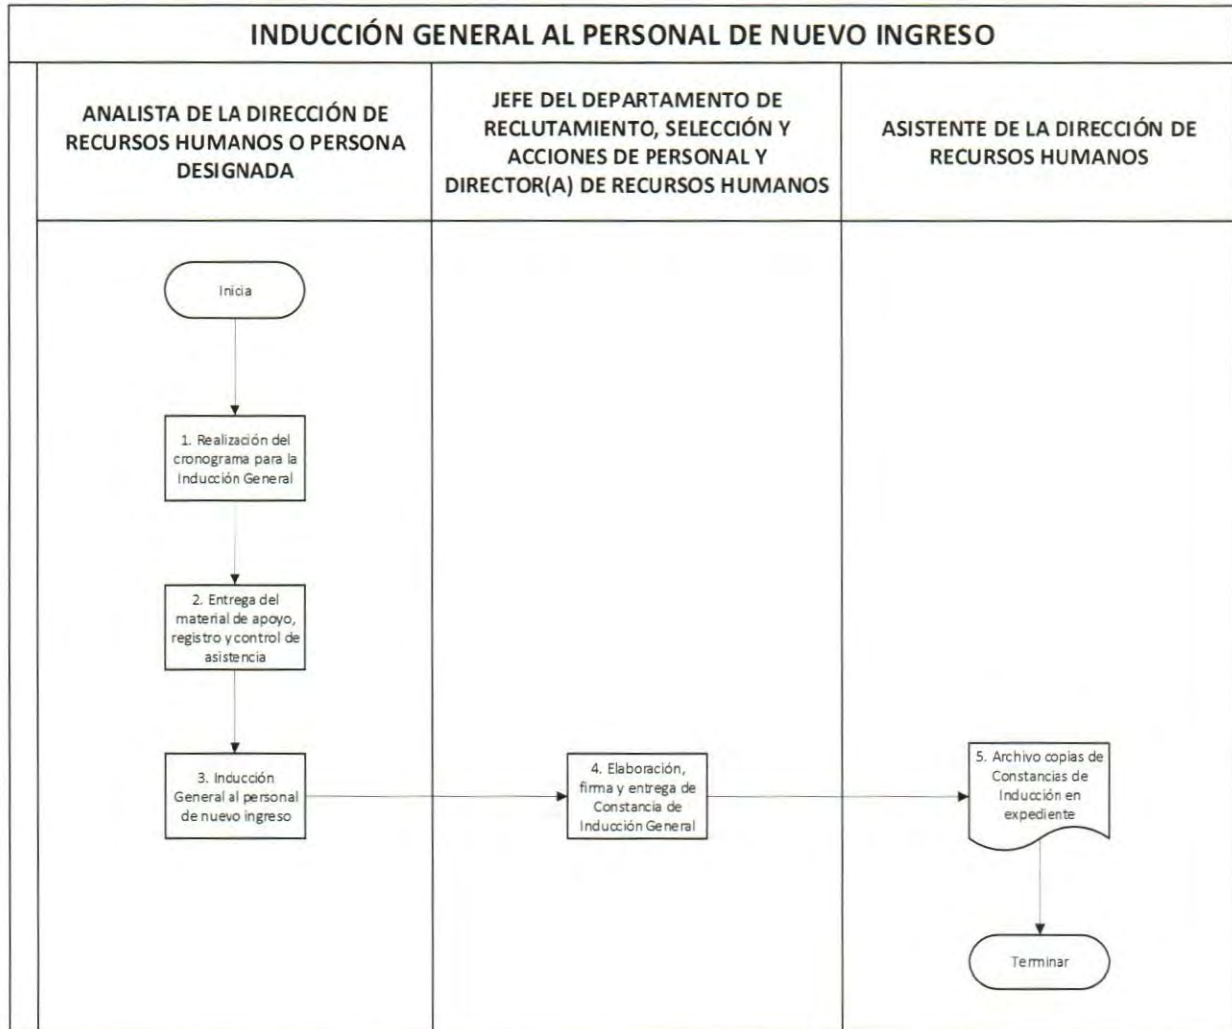 INDUCCIÓN GENERAL AL PERSONAL DE NUEVO INGRESO
ANALISTA DE LA DIRECCIÓN DE
RECURSOS HUMANOS O PERSONA
DESIGNADA
JEFE DEL DEPARTAMENTO DE
RECLUTAMIENTO, SELECCIÓN Y
ACCIONES DE PERSONAL Y
DIRECTOR(A) DE RECURSOS HUMANOS
ASISTENTE DE LA DIRECCIÓN DE
RECURSOS HUMANOS
Inicia
1. Realización del
cronograma para la
Inducción General
2. Entrega del
material de apoyo,
registro y control de
asistencia
3. Inducción
General al personal
de nuevo ingreso
4. Elaboración,
firma y entrega de
Constancia de
Inducción General
5. Archivo copias de
Constancias de
Inducción en
expediente
Terminar